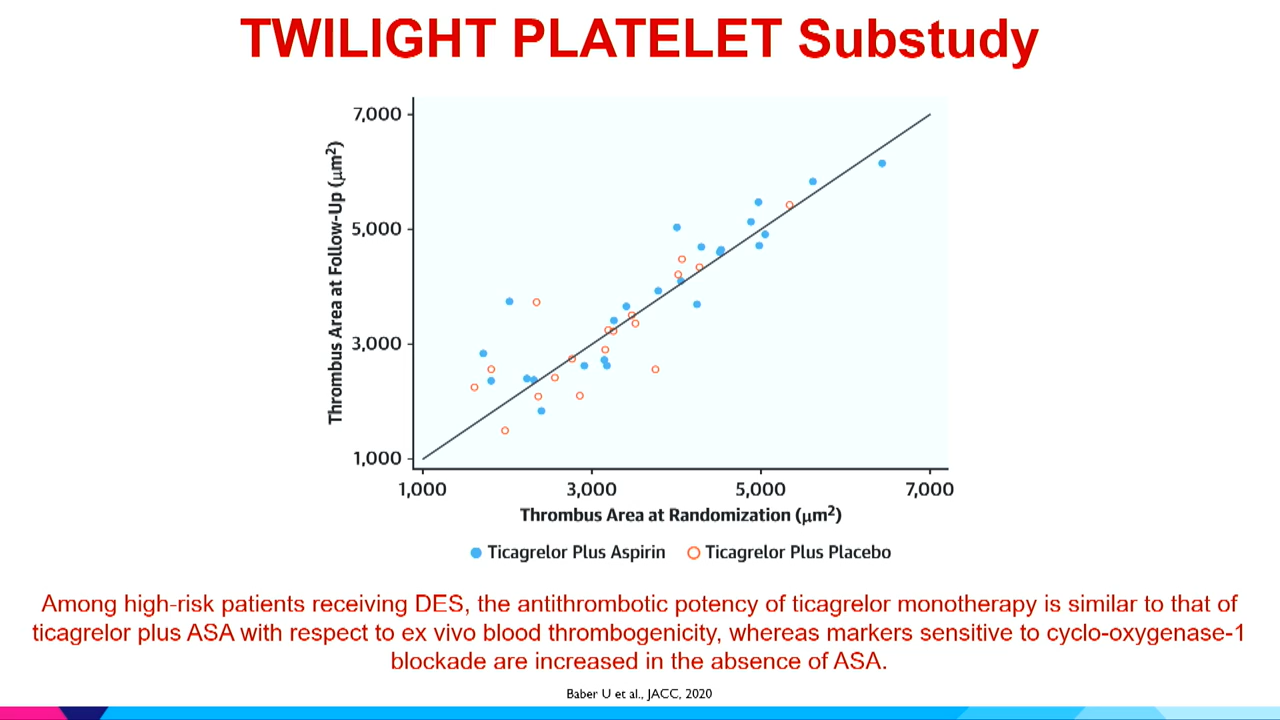 TWILIGHT PLATELET Substudy
7,000
5,000
3,000
1,000
Thrombus Area at Follow-Up (μm²)
1,000 3,000 5,000 7,000
Thrombus Area at Randomization (μm²)
Ticagrelor Plus Aspirin Ticagrelor Plus Placebo
Among high-risk patients receiving DES, the antithrombotic potency of ticagrelor monotherapy is similar to that of
ticagrelor plus ASA with respect to ex vivo blood thrombogenicity, whereas markers sensitive to cyclo-oxygenase-1
blockade are increased in the absence of ASA.
Baber U et al., JACC, 2020